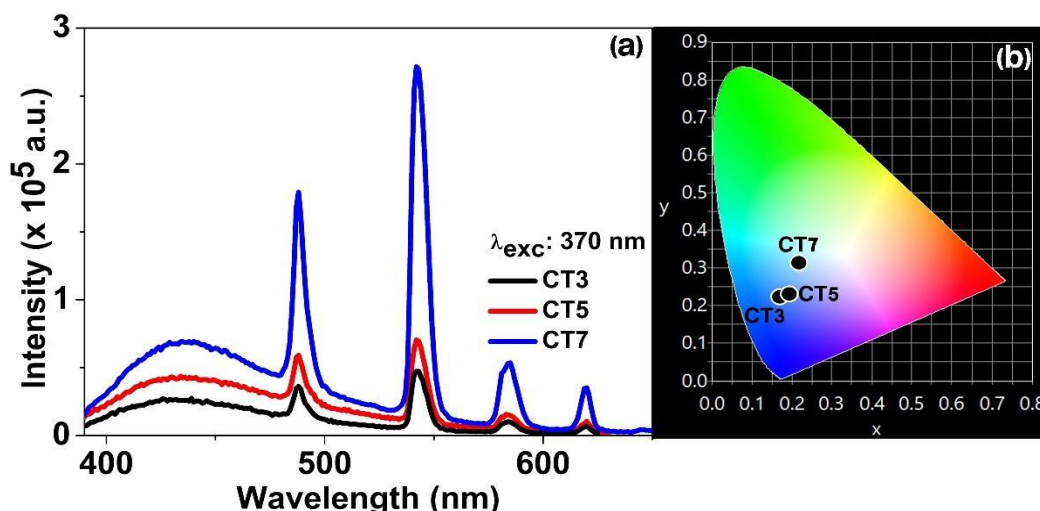 (a)
Intensity (x 10⁵ a.u.)
3
2
1
0
λexc: 370 nm
CT3
CT5
CT7
400 500 600
Wavelength (nm)
(b)
y
0.9
0.8
0.7
0.6
0.5
0.4
0.3
0.2
0.1
0.0
CT7
CT5
CT3
0.0 0.1 0.2 0.3 0.4 0.5 0.6 0.7 0.8
x